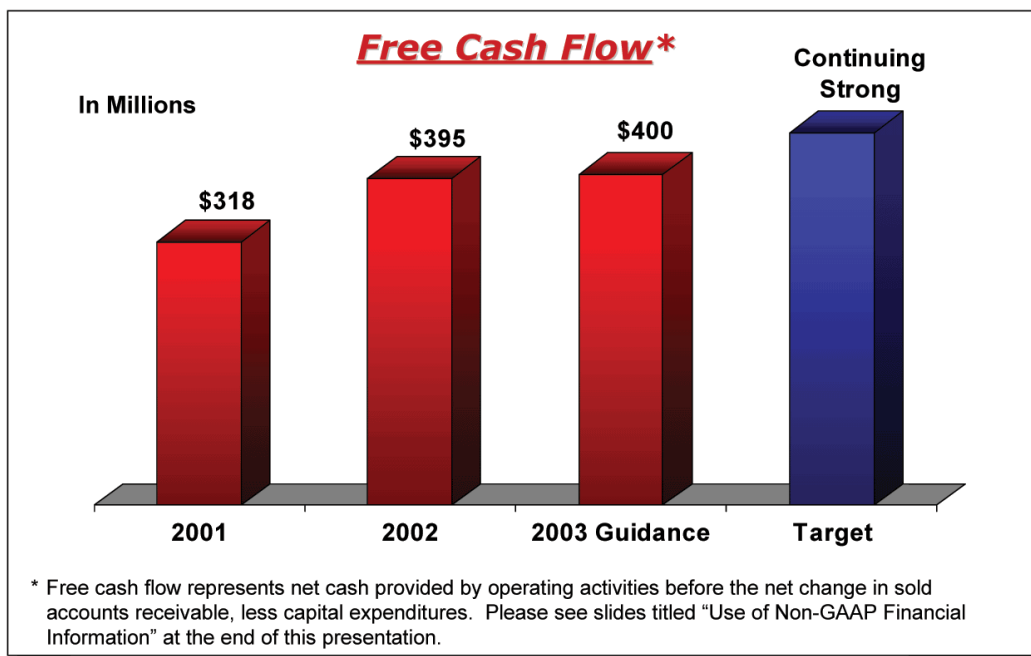 Free Cash Flow*
In Millions
Continuing
Strong
$318
$395
$400
2001
2002
2003 Guidance
Target
* Free cash flow represents net cash provided by operating activities before the net change in sold
accounts receivable, less capital expenditures. Please see slides titled “Use of Non-GAAP Financial
Information” at the end of this presentation.